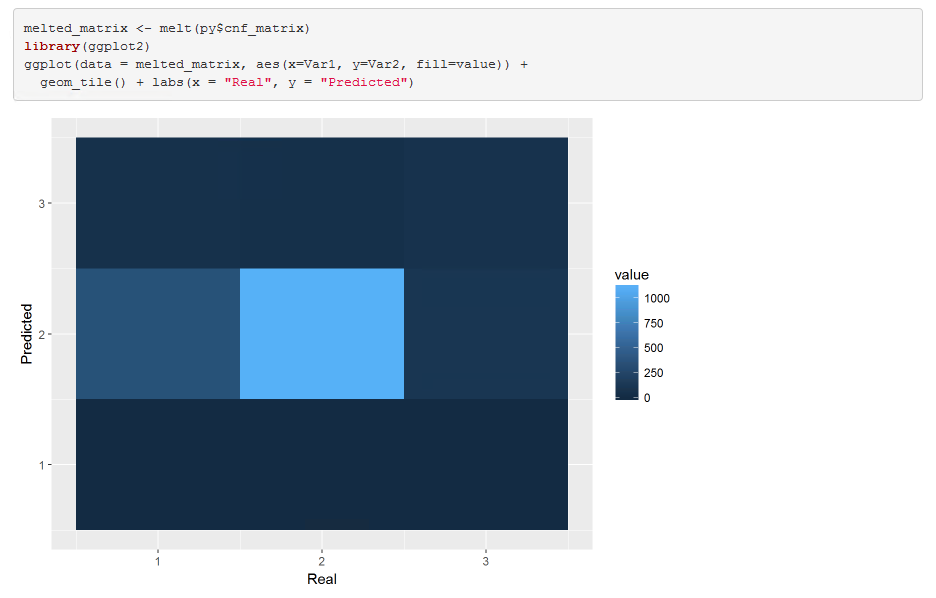 melted_matrix <- melt(py$cnf_matrix)
library(ggplot2)
ggplot(data = melted_matrix, aes(x=Var1, y=Var2, fill=value)) +
  geom_tile() + labs(x = "Real", y = "Predicted")
value
1000
750
500
250
0
Predicted
3
2
1
1 2 3
Real